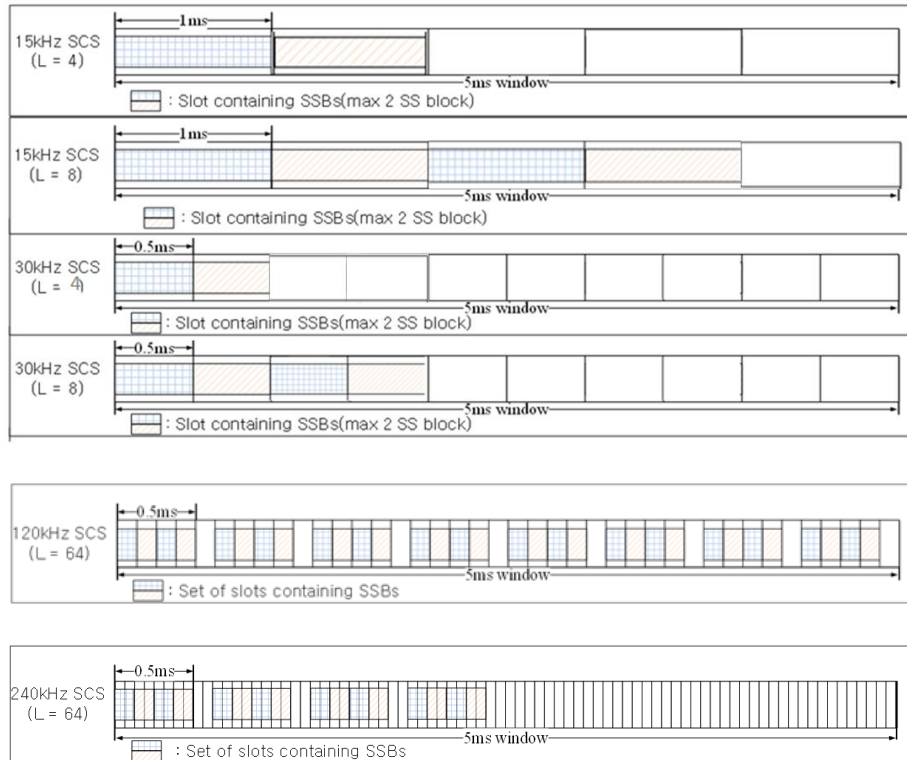 1ms
15kHz SCS
(L = 4)
5ms window
: Slot containing SSBs(max 2 SS block)
1ms
15kHz SCS
(L = 8)
5ms window
: Slot containing SSBs(max 2 SS block)
0.5ms
30kHz SCS
(L = 4)
5ms window
: Slot containing SSBs(max 2 SS block)
0.5ms
30kHz SCS
(L = 8)
5ms window
: Slot containing SSBs(max 2 SS block)
0.5ms
120kHz SCS
(L = 64)
5ms window
: Set of slots containing SSBs
0.5ms
240kHz SCS
(L = 64)
5ms window
: Set of slots containing SSBs